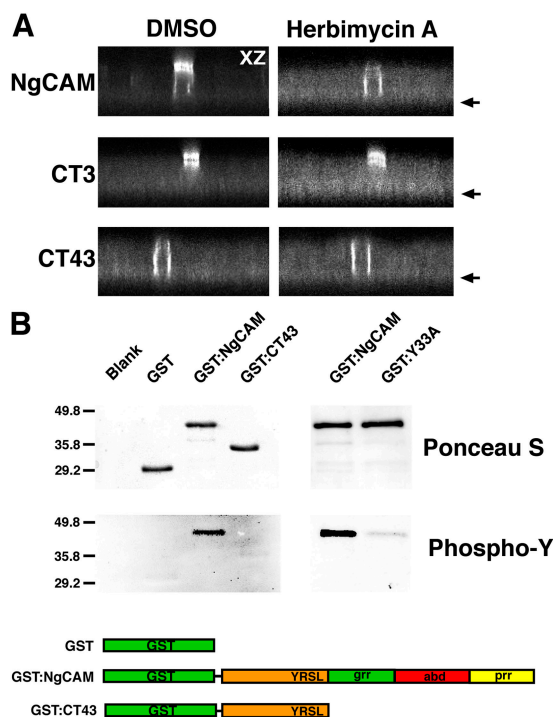 A
DMSO Herbimycin A
XZ
NgCAM
CT3
CT43
B
Blank GST GST:NgCAM GST:CT43 GST:NgCAM GST:Y33A
49.8
35.8
29.2
Ponceau S
49.8
35.8
29.2
Phospho-Y
GST GST
GST:NgCAM GST YRSL grr abd prr
GST:CT43 GST YRSL